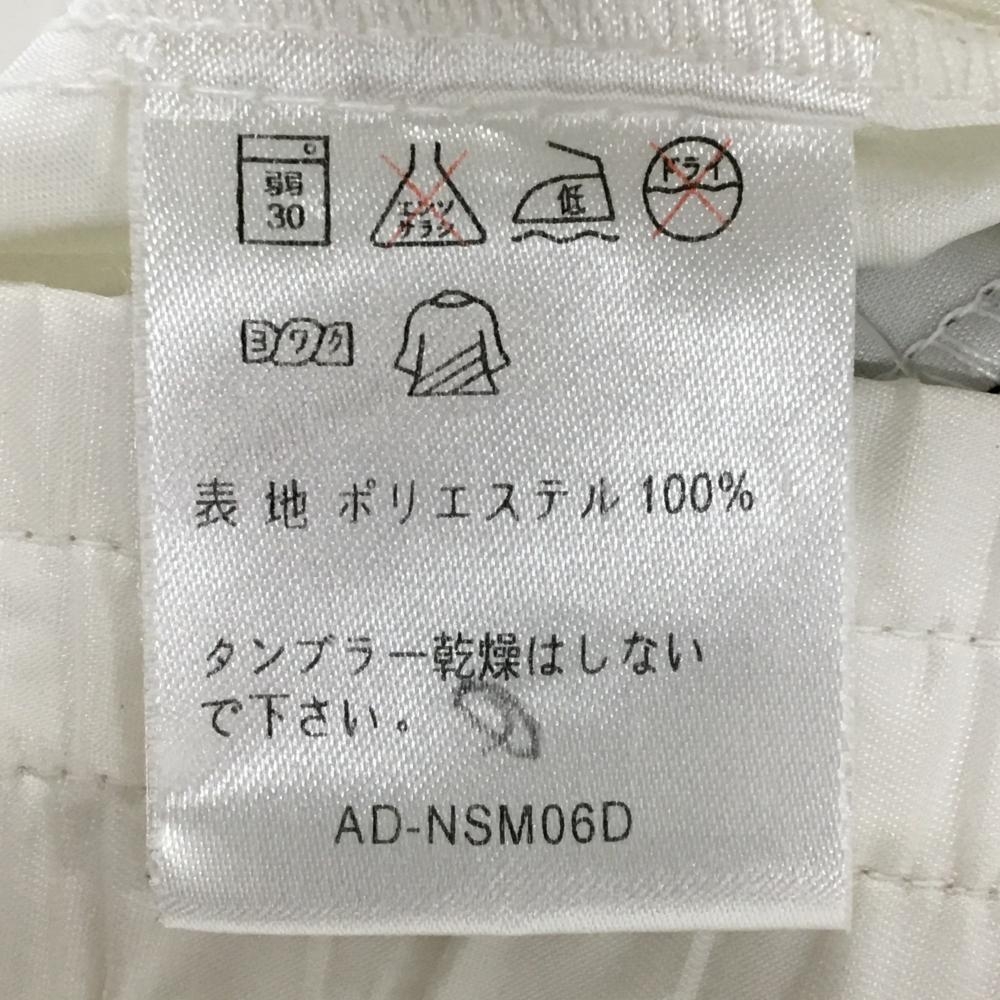 弱
30
エンソ
サラシ
低
ドライ
ヨワク
表 地 ポリエステル 100%
タンブラー乾燥はしない
で下さい。
AD-NSM06D